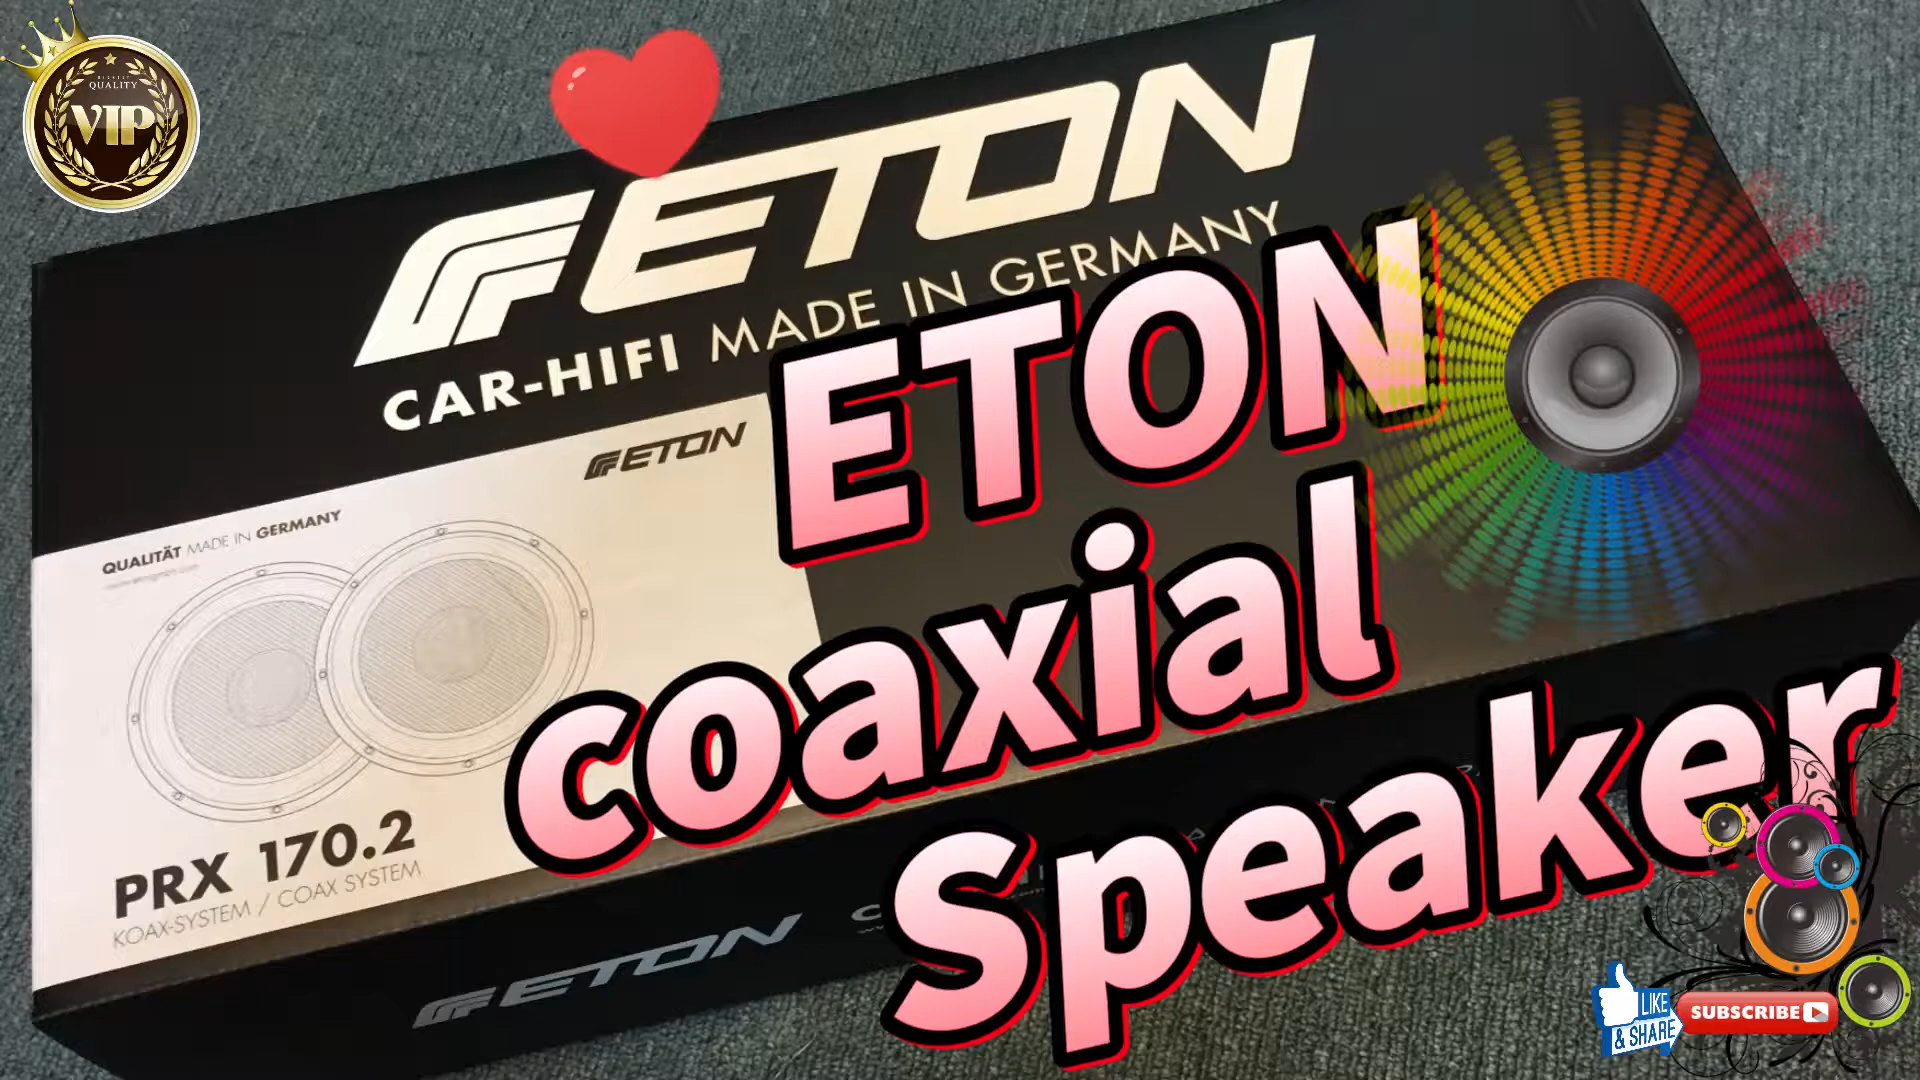 HIGHEST
QUALITY
VIP
ETON
CAR-HIFI MADE IN GERMANY
ETON
QUALITÄT MADE IN GERMANY
PRX 170.2
KOAX-SYSTEM / COAX SYSTEM
ETON
ETON
coaxial
Speaker
LIKE
& SHARE
SUBSCRIBE